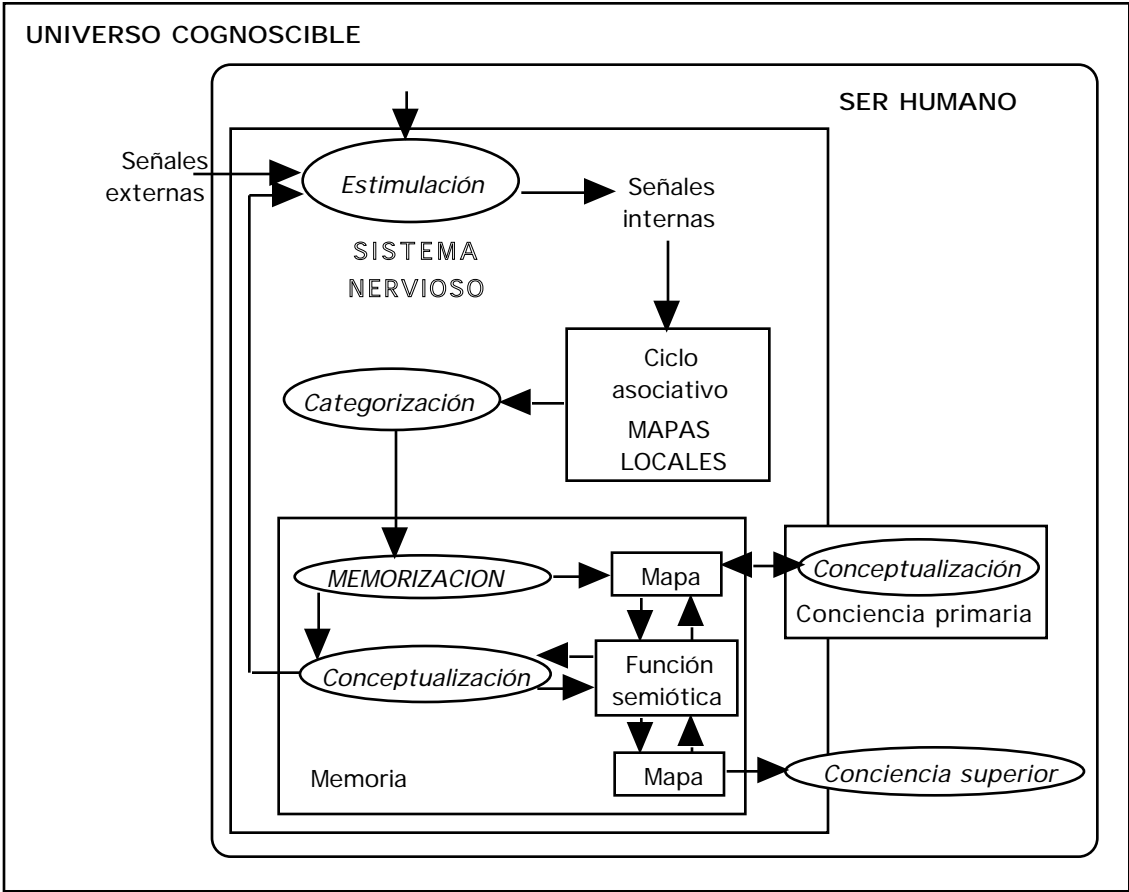 UNIVERSO COGNOSCIBLE
SER HUMANO
Señales
externas
Estimulación
Señales
internas
SISTEMA
NERVIOSO
Ciclo
asociativo
MAPAS
LOCALES
Categorización
MEMORIZACION
Mapa
Conceptualización
Conciencia primaria
Conceptualización
Función
semiótica
Memoria
Mapa
Conciencia superior